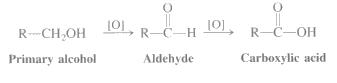 O O
R—CH₂OH [O] R—C—H [O] R—C—OH
Primary alcohol Aldehyde Carboxylic acid